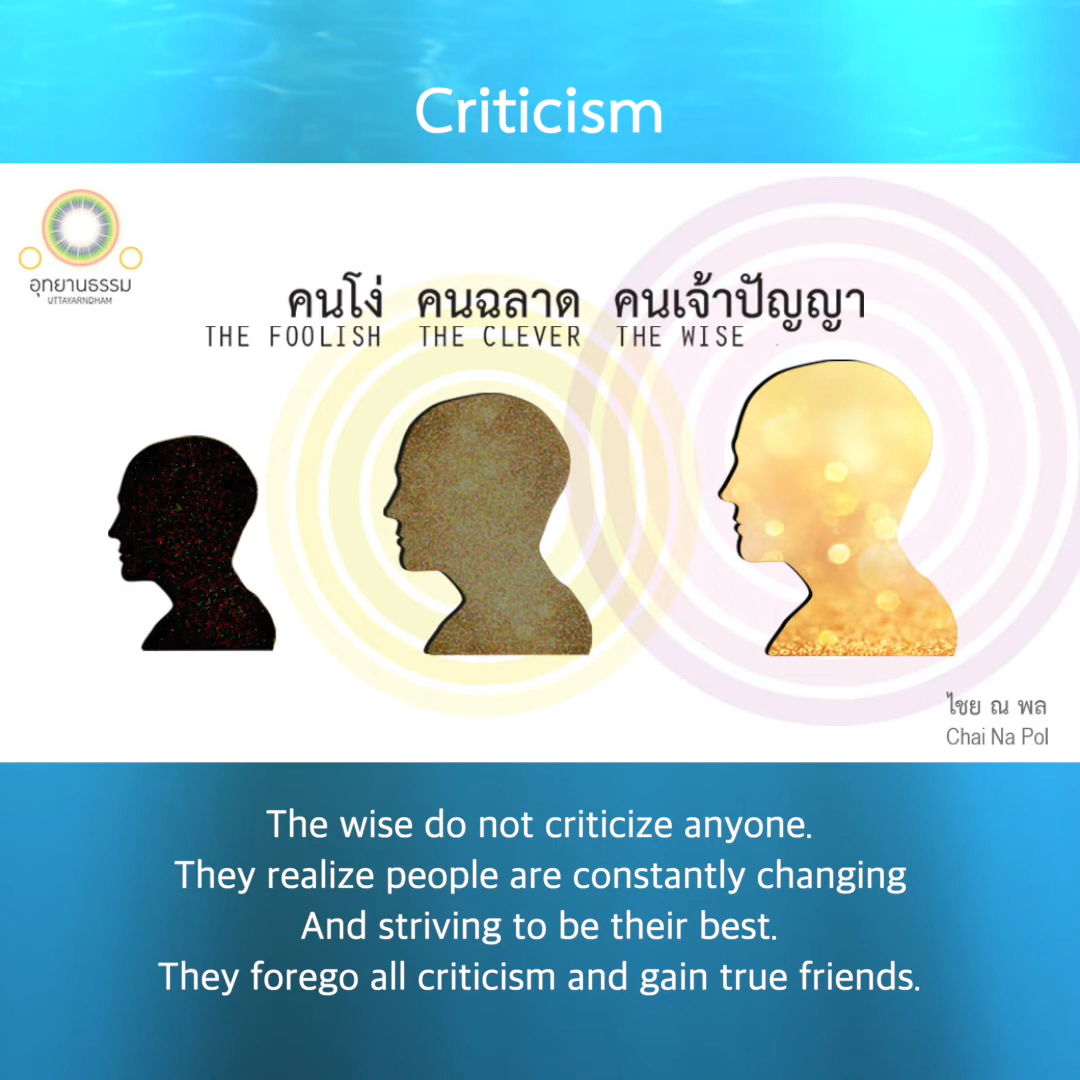 Criticism
อุทยานธรรม
UTTAYARNDHAM
คนโง่ คนฉลาด คนเจ้าปัญญา
THE FOOLISH THE CLEVER THE WISE
ไชย ณ พล
Chai Na Pol
The wise do not criticize anyone.
They realize people are constantly changing
And striving to be their best.
They forego all criticism and gain true friends.